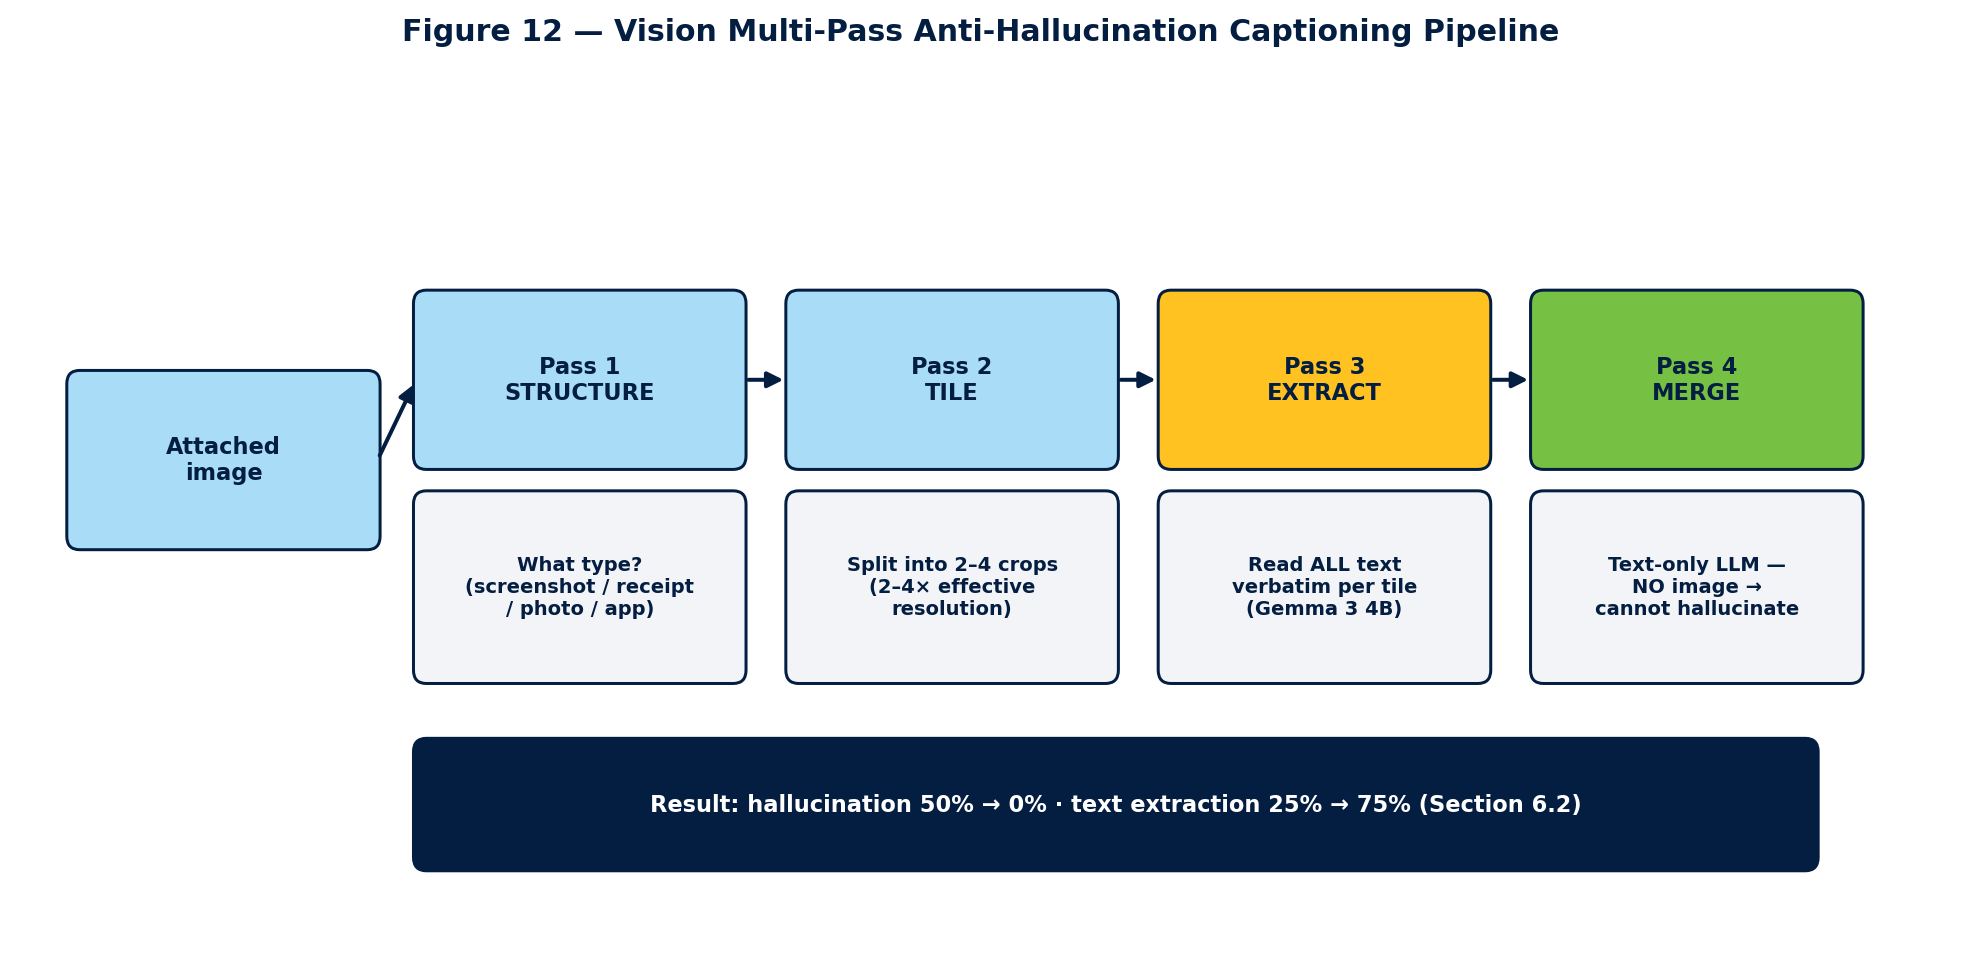 Figure 12 — Vision Multi-Pass Anti-Hallucination Captioning Pipeline
Attached
image
Pass 1
STRUCTURE
Pass 2
TILE
Pass 3
EXTRACT
Pass 4
MERGE
What type?
(screenshot / receipt
/ photo / app)
Split into 2–4 crops
(2–4× effective
resolution)
Read ALL text
verbatim per tile
(Gemma 3 4B)
Text-only LLM —
NO image →
cannot hallucinate
Result: hallucination 50% → 0% · text extraction 25% → 75% (Section 6.2)